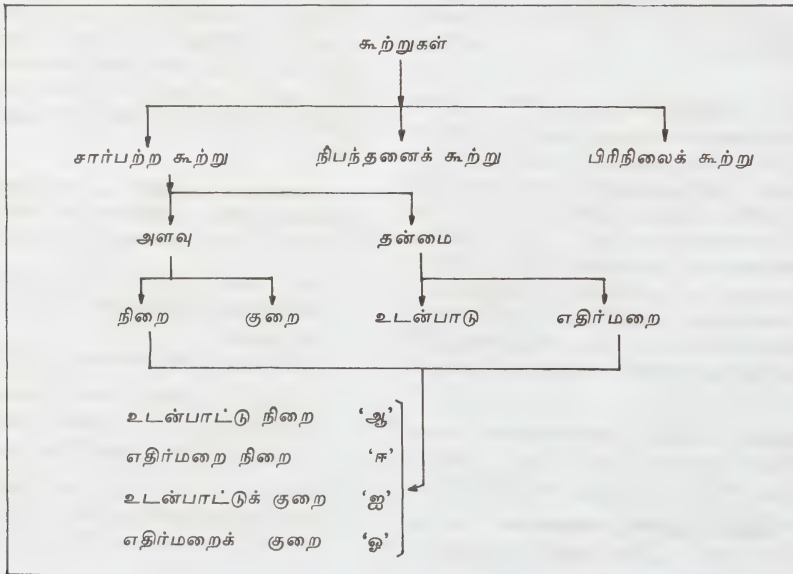 கூற்றுகள்
சார்பற்ற கூற்று நிபந்தனைக் கூற்று பிரிநிலைக் கூற்று
அளவு தன்மை
நிறை குறை உடன்பாடு எதிர்மறை
உடன்பாட்டு நிறை ‘ஆ’
எதிர்மறை நிறை ‘ஈ’
உடன்பாட்டுக் குறை ‘ஐ’
எதிர்மறைக் குறை ‘ஓ’